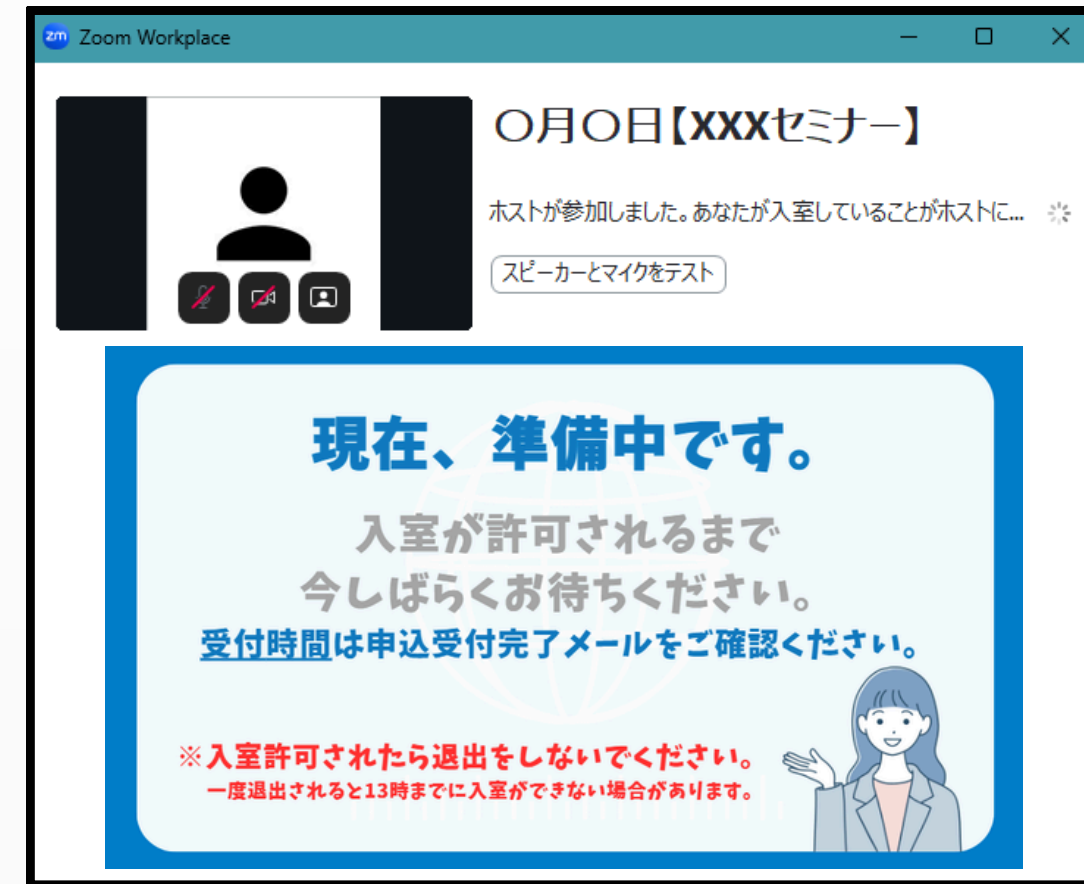 zm Zoom Workplace
〇月〇日【XXXセミナー】
ホストが参加しました。あなたが入室していることがホストに...
スピーカーとマイクをテスト
現在、準備中です。
入室が許可されるまで
今しばらくお待ちください。
受付時間は申込受付完了メールをご確認ください。
※入室許可されたら退出をしないでください。
一度退出されると13時までに入室ができない場合があります。